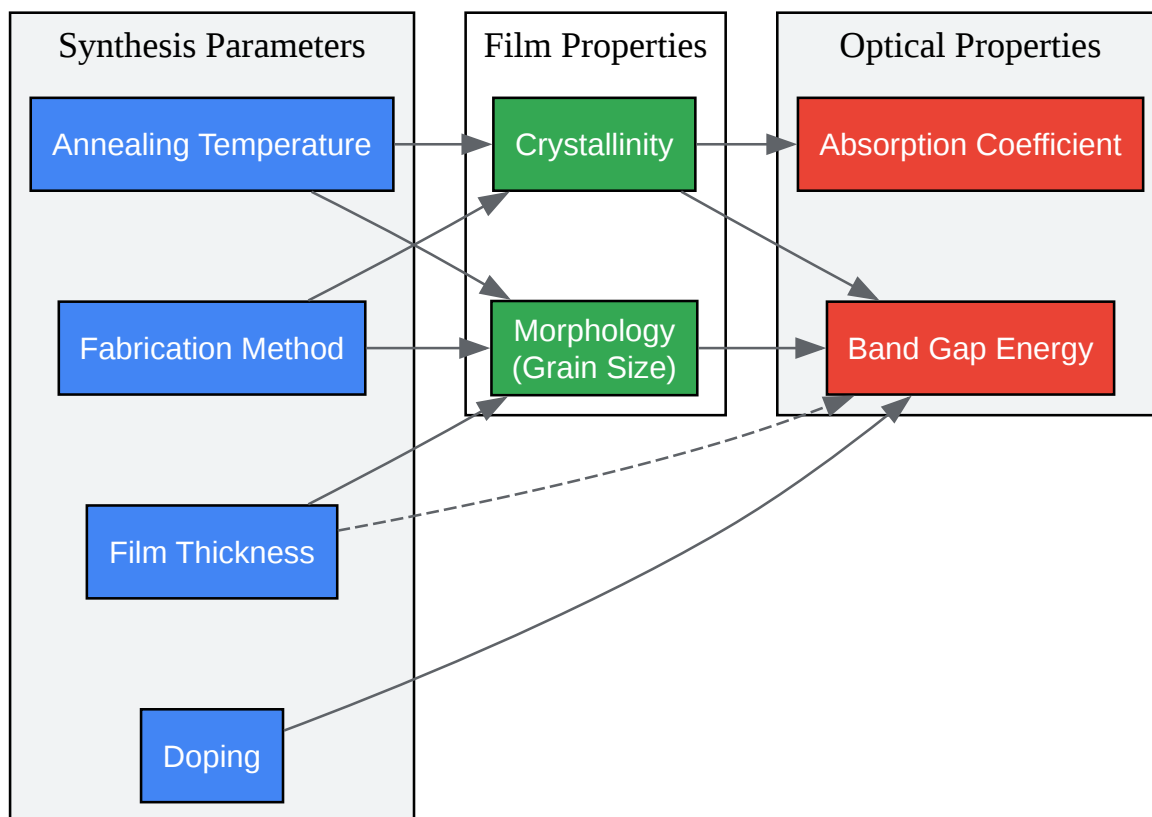 Synthesis Parameters
Annealing Temperature
Fabrication Method
Film Thickness
Doping
Film Properties
Crystallinity
Morphology
(Grain Size)
Optical Properties
Absorption Coefficient
Band Gap Energy